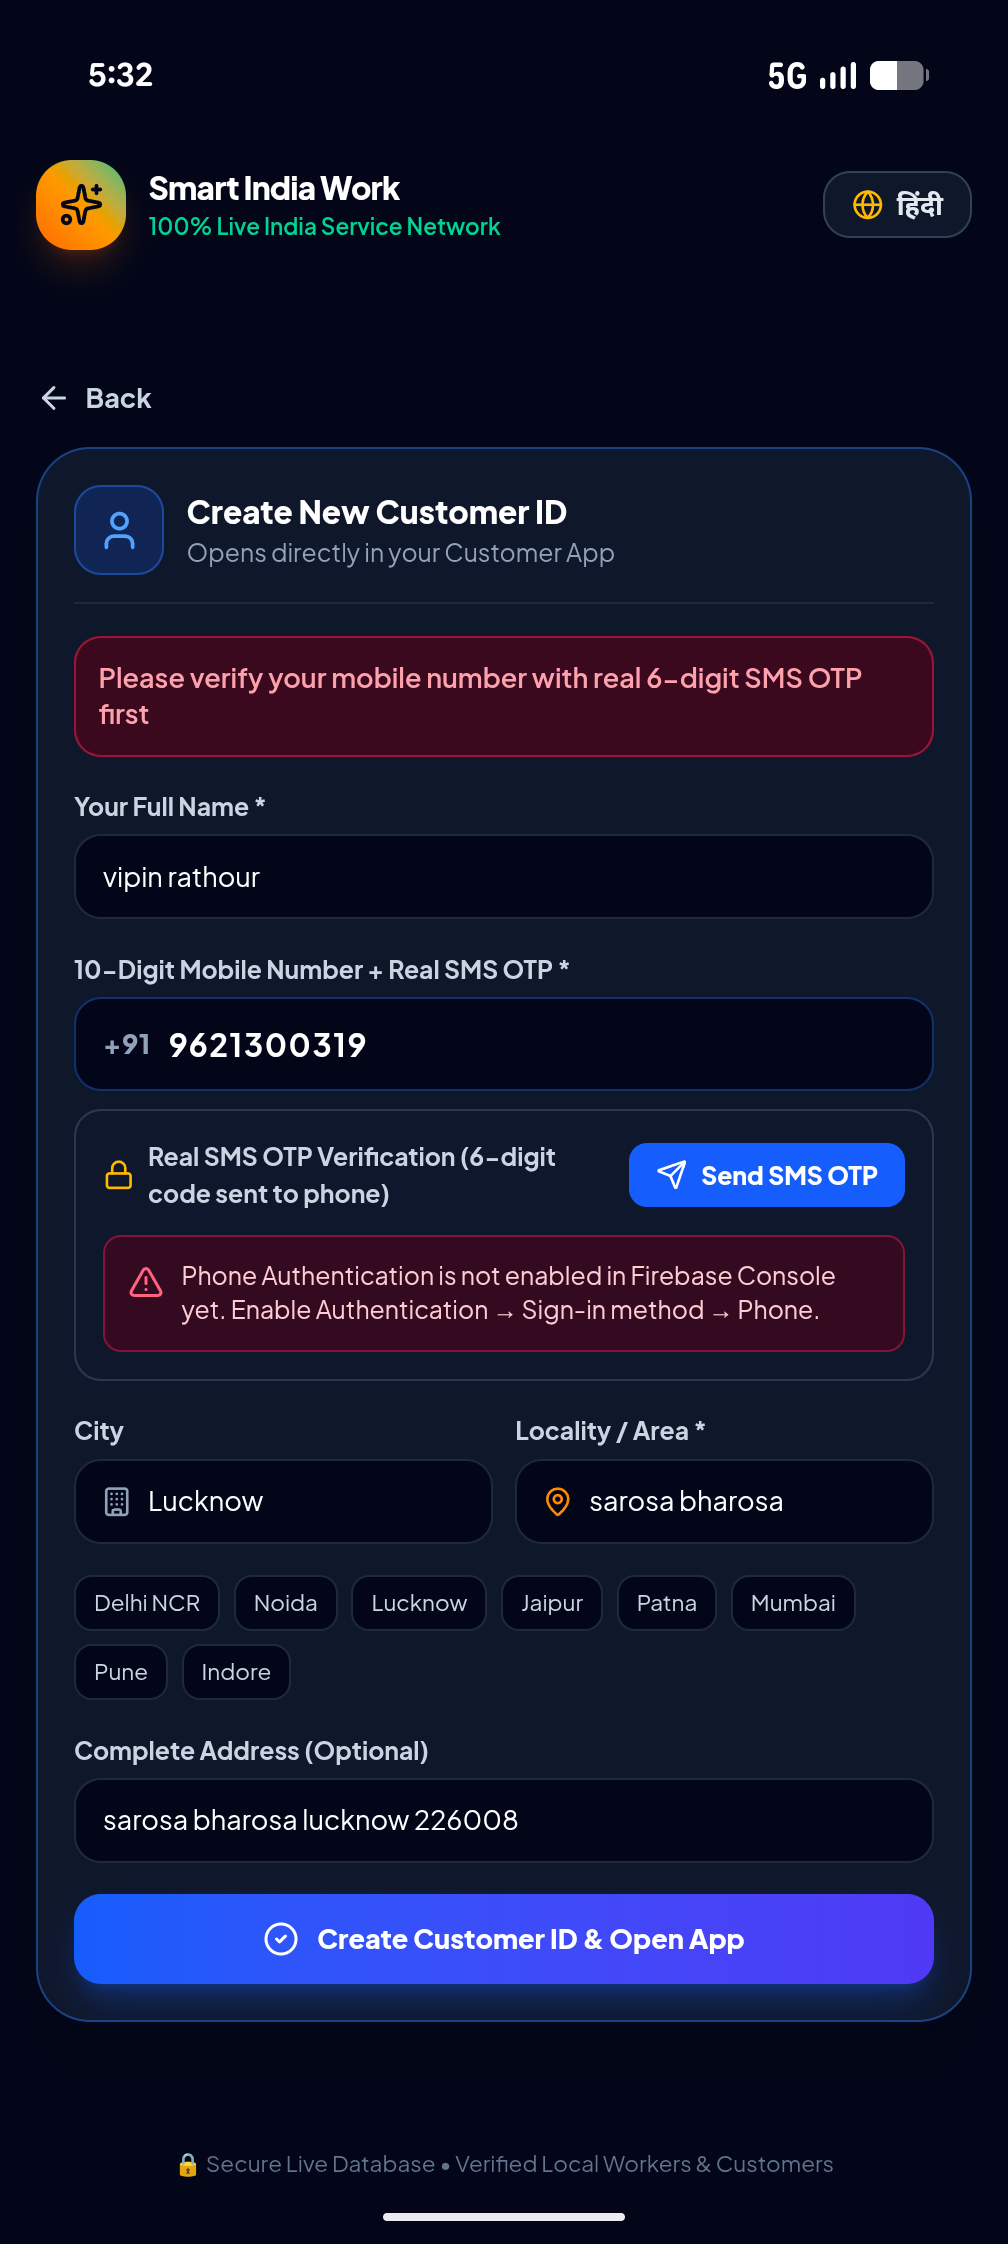 5:32
5G
Smart India Work
100% Live India Service Network
हिंदी
Back
Create New Customer ID
Opens directly in your Customer App
Please verify your mobile number with real 6-digit SMS OTP
first
Your Full Name *
vipin rathour
10-Digit Mobile Number + Real SMS OTP *
+91 9621300319
Real SMS OTP Verification (6-digit
code sent to phone)
Send SMS OTP
Phone Authentication is not enabled in Firebase Console
yet. Enable Authentication → Sign-in method → Phone.
City
Locality / Area *
Lucknow
sarosa bharosa
Delhi NCR
Noida
Lucknow
Jaipur
Patna
Mumbai
Pune
Indore
Complete Address (Optional)
sarosa bharosa lucknow 226008
Create Customer ID & Open App
🔒 Secure Live Database • Verified Local Workers & Customers